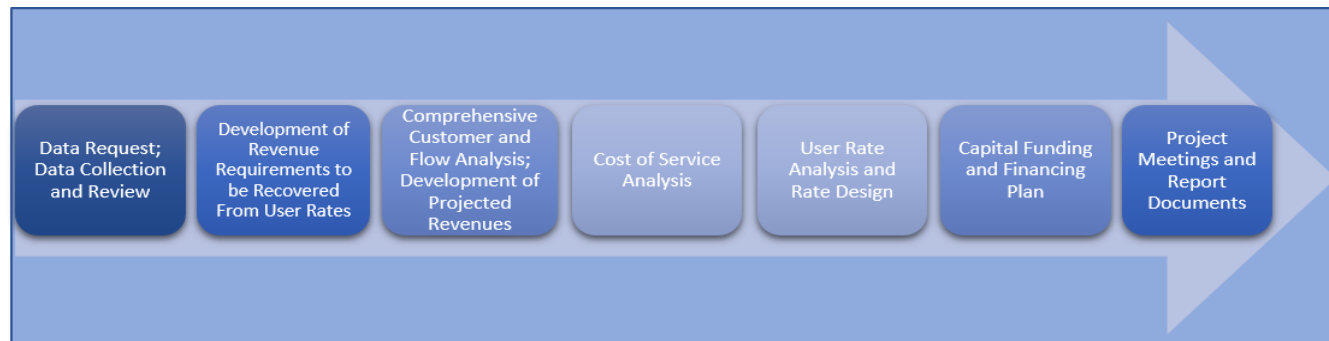 Data Request;
Data Collection
and Review
Development of
Revenue
Requirements to
be Recovered
From User Rates
Comprehensive
Customer and
Flow Analysis;
Development of
Projected
Revenues
Cost of Service
Analysis
User Rate
Analysis and
Rate Design
Capital Funding
and Financing
Plan
Project
Meetings and
Report
Documents